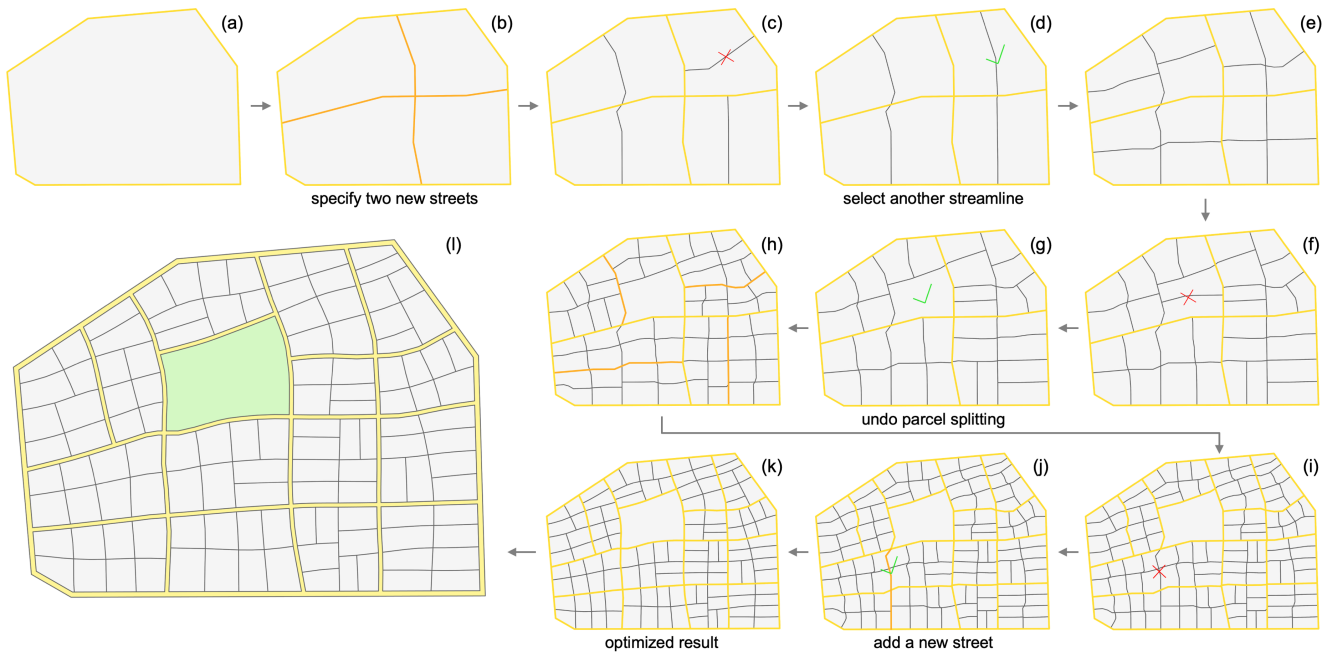 (a)
(b)
(c)
(d)
(e)
specify two new streets
select another streamline
(l)
(h)
(g)
(f)
undo parcel splitting
(k)
(j)
(i)
optimized result
add a new street